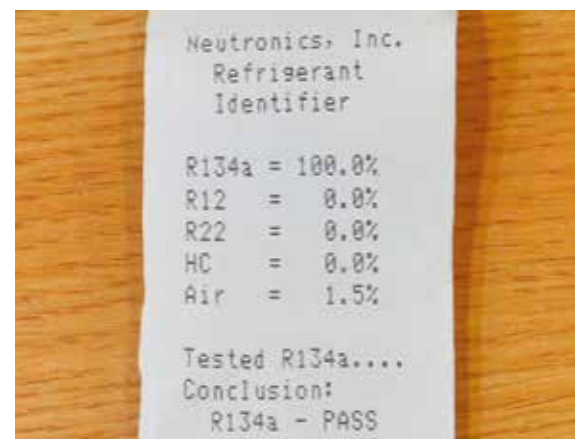 Neutronics, Inc.
Refrigerant
Identifier
R134a = 100.0%
R12 = 0.0%
R22 = 0.0%
HC = 0.0%
Air = 1.5%
Tested R134a....
Conclusion:
R134a - PASS